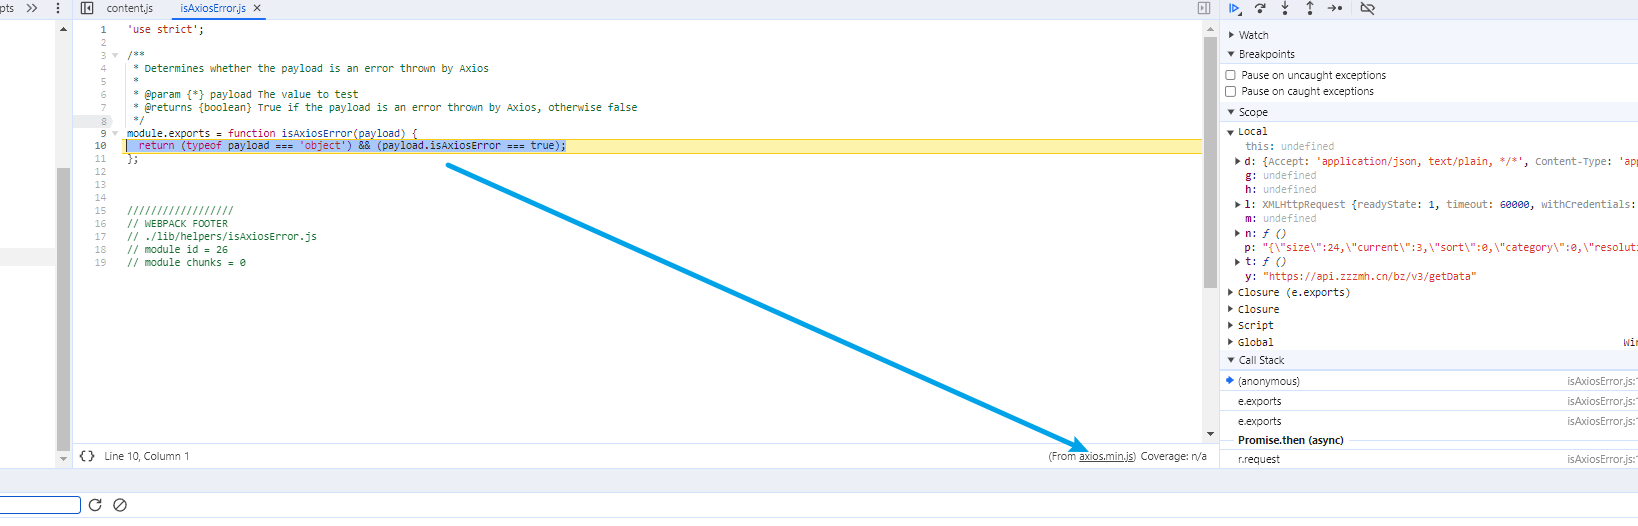 pts
content.js
isAxiosError.js
1 'use strict';
2
3 /**
4 * Determines whether the payload is an error thrown by Axios
5 *
6 * @param {*} payload The value to test
7 * @returns {boolean} True if the payload is an error thrown by Axios, otherwise false
8 */
9 module.exports = function isAxiosError(payload) {
10 return (typeof payload === 'object') && (payload.isAxiosError === true);
11 };
12
13
14
15 //////////////////
16 // WEBPACK FOOTER
17 // ./lib/helpers/isAxiosError.js
18 // module id = 26
19 // module chunks = 0
{} Line 10, Column 1
(From axios.min.js) Coverage: n/a
Watch
Breakpoints
Pause on uncaught exceptions
Pause on caught exceptions
Scope
Local
this: undefined
d: {Accept: 'application/json, text/plain, */*', Content-Type: 'ap
g: undefined
h: undefined
l: XMLHttpRequest {readyState: 1, timeout: 60000, withCredentials:
m: undefined
n: ƒ ()
p: "{\"size\":24,\"current\":3,\"sort\":0,\"category\":0,\"resoluti
t: ƒ ()
y: "https://api.zzzmh.cn/bz/v3/getData"
Closure (e.exports)
Closure
Script
Global Win
Call Stack
(anonymous) isAxiosError.js:1
e.exports isAxiosError.js:1
e.exports isAxiosError.js:1
Promise.then (async)
r.request isAxiosError.js:1